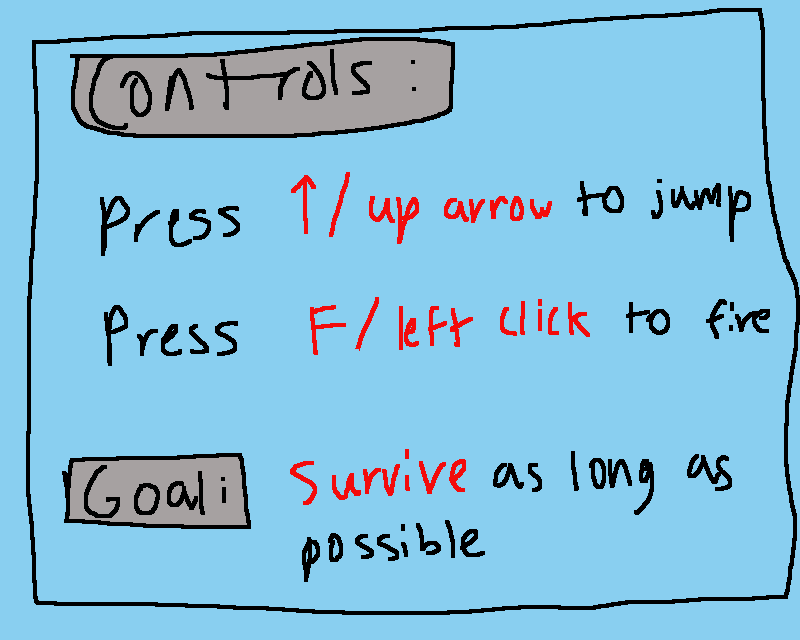 Controls:
Press ↑/ up arrow to jump
Press F/left click to fire
Goal: Survive as long as
possible